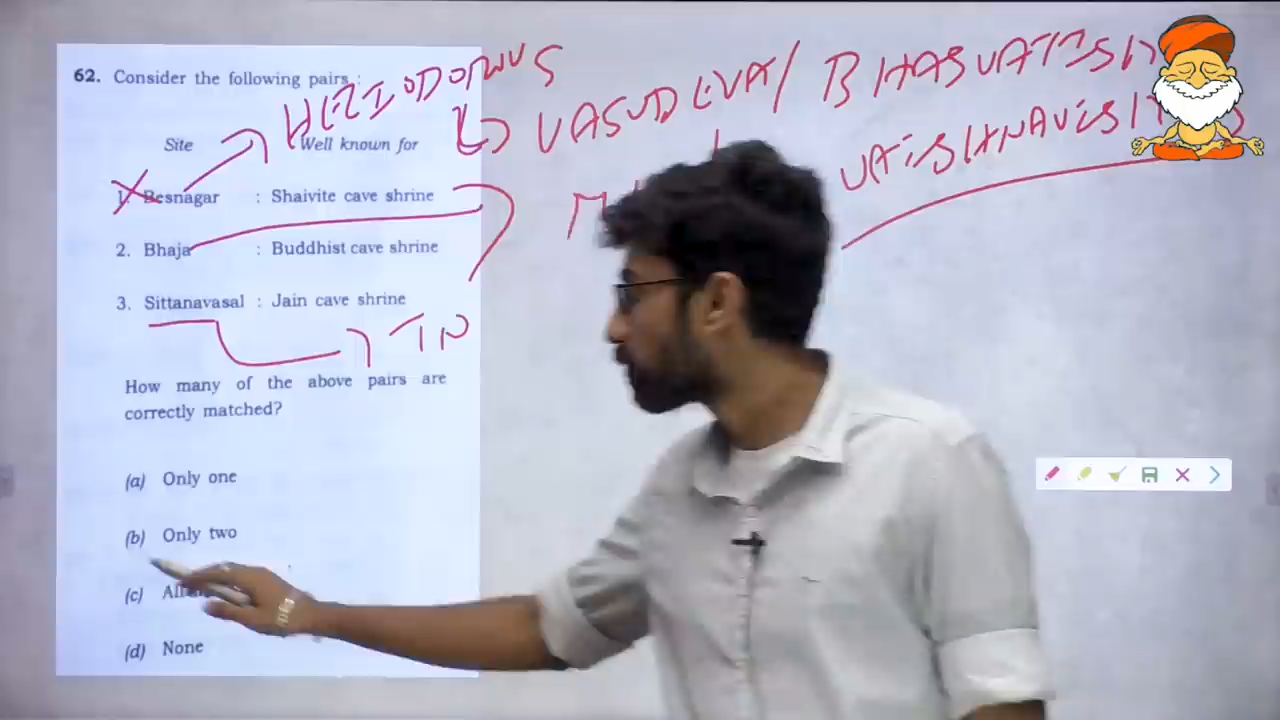 62. Consider the following pairs :
Site Well known for
1. Besnagar : Shaivite cave shrine
2. Bhaja : Buddhist cave shrine
3. Sittanavasal : Jain cave shrine
How many of the above pairs are
correctly matched?
(a) Only one
(b) Only two
(c)
(d) None
HELIODORUS
VASUDEVA/
TN